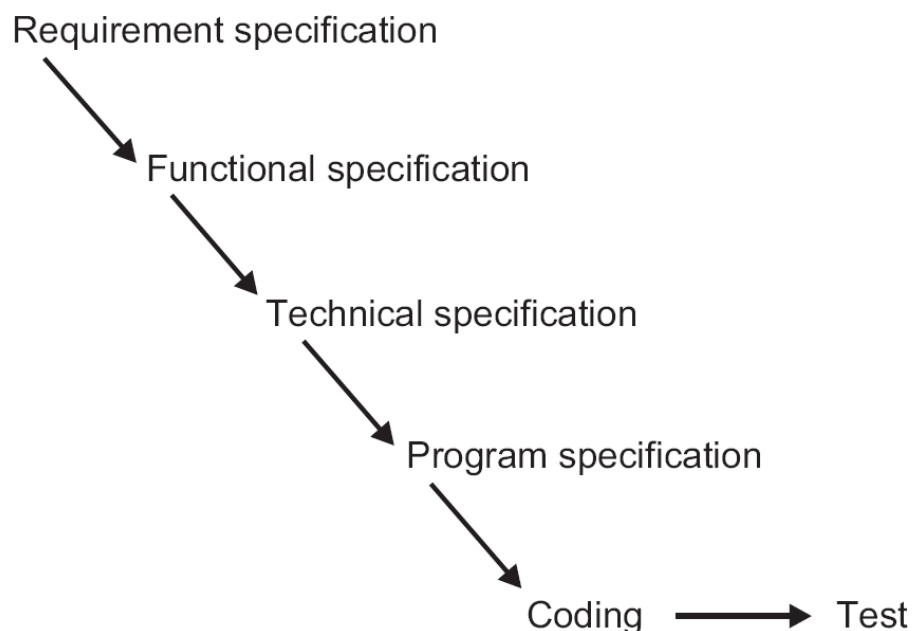 Requirement specification
Functional specification
Technical specification
Program specification
Coding
Test